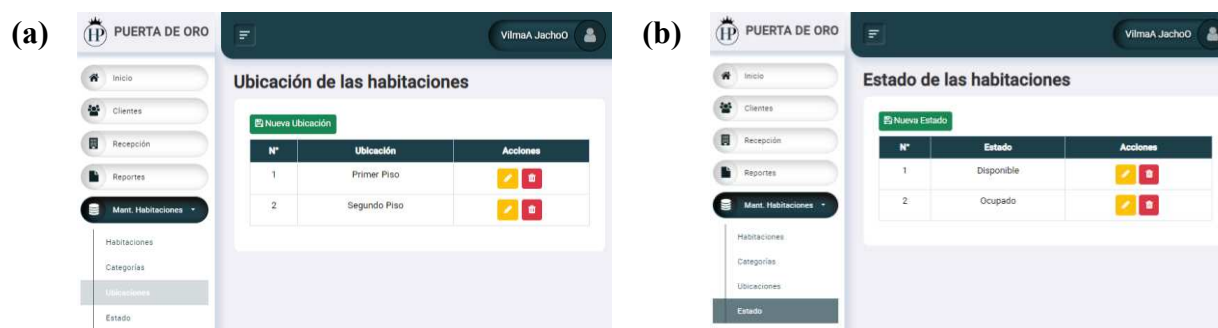 (a)
HP PUERTA DE ORO
VilmaA JachoO
Inicio
Clientes
Recepción
Reportes
Mant. Habitaciones
Habitaciones
Categorías
Ubicaciones
Estado
Ubicación de las habitaciones
Nueva Ubicación
N° Ubicación Acciones
1 Primer Piso
2 Segundo Piso
(b)
HP PUERTA DE ORO
VilmaA JachoO
Inicio
Clientes
Recepción
Reportes
Mant. Habitaciones
Habitaciones
Categorías
Ubicaciones
Estado
Estado de las habitaciones
Nueva Estado
N° Estado Acciones
1 Disponible
2 Ocupado